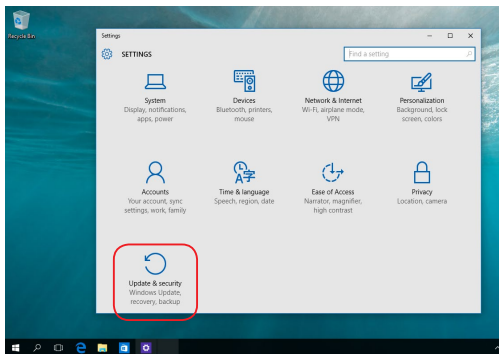 Recycle Bin
Settings
SETTINGS
Find a setting
System
Display, notifications,
apps, power
Devices
Bluetooth, printers,
mouse
Network & Internet
Wi-Fi, airplane mode,
VPN
Personalization
Background, lock
screen, colors
Accounts
Your account, sync
settings, work, family
Time & language
Speech, region, date
Ease of Access
Narrator, magnifier,
high contrast
Privacy
Location, camera
Update & security
Windows Update,
recovery, backup